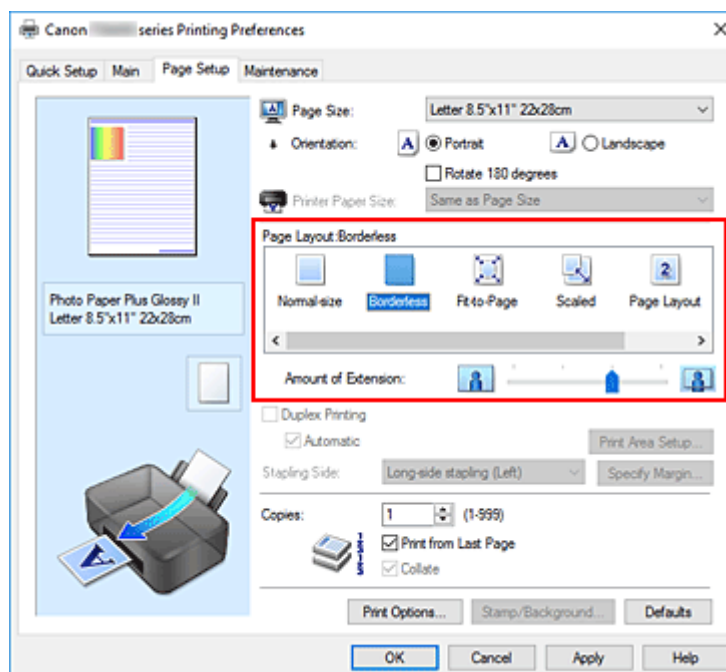 Canon series Printing Preferences
Quick Setup Main Page Setup Maintenance
Page Size: Letter 8.5"x11" 22x28cm
Orientation: A Portrait A Landscape
Rotate 180 degrees
Printer Paper Size: Same as Page Size
Page Layout:Borderless
2
Normal-size Borderless Fit-to-Page Scaled Page Layout
Photo Paper Plus Glossy II
Letter 8.5"x11" 22x28cm
Amount of Extension:
Duplex Printing
Automatic Print Area Setup...
Stapling Side: Long-side stapling (Left) Specify Margin...
Copies: 1 (1-999)
Print from Last Page
Collate
A
Print Options... Stamp/Background... Defaults
OK Cancel Apply Help